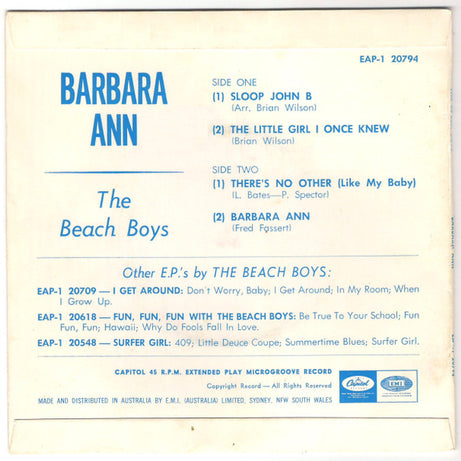 EAP-1 20794
BARBARA
ANN
The
Beach Boys
SIDE ONE
(1) SLOOP JOHN B
(Arr. Brian Wilson)
(2) THE LITTLE GIRL I ONCE KNEW
(Brian Wilson)
SIDE TWO
(1) THERE'S NO OTHER (Like My Baby)
(L. Bates—P. Spector)
(2) BARBARA ANN
(Fred Fassert)
Other E.P.'s by THE BEACH BOYS:
EAP-1 20709 — I GET AROUND: Don't Worry, Baby; I Get Around; In My Room; When
I Grow Up.
EAP-1 20618 — FUN, FUN, FUN WITH THE BEACH BOYS: Be True To Your School; Fun
Fun, Fun; Hawaii; Why Do Fools Fall In Love.
EAP-1 20548 — SURFER GIRL: 409; Little Deuce Coupe; Summertime Blues; Surfer Girl.
CAPITOL 45 R.P.M. EXTENDED PLAY MICROGROOVE RECORD
Copyright Record — All Rights Reserved
MADE AND DISTRIBUTED IN AUSTRALIA BY E.M.I. (AUSTRALIA) LIMITED, SYDNEY, NEW SOUTH WALES
Capitol
EMI